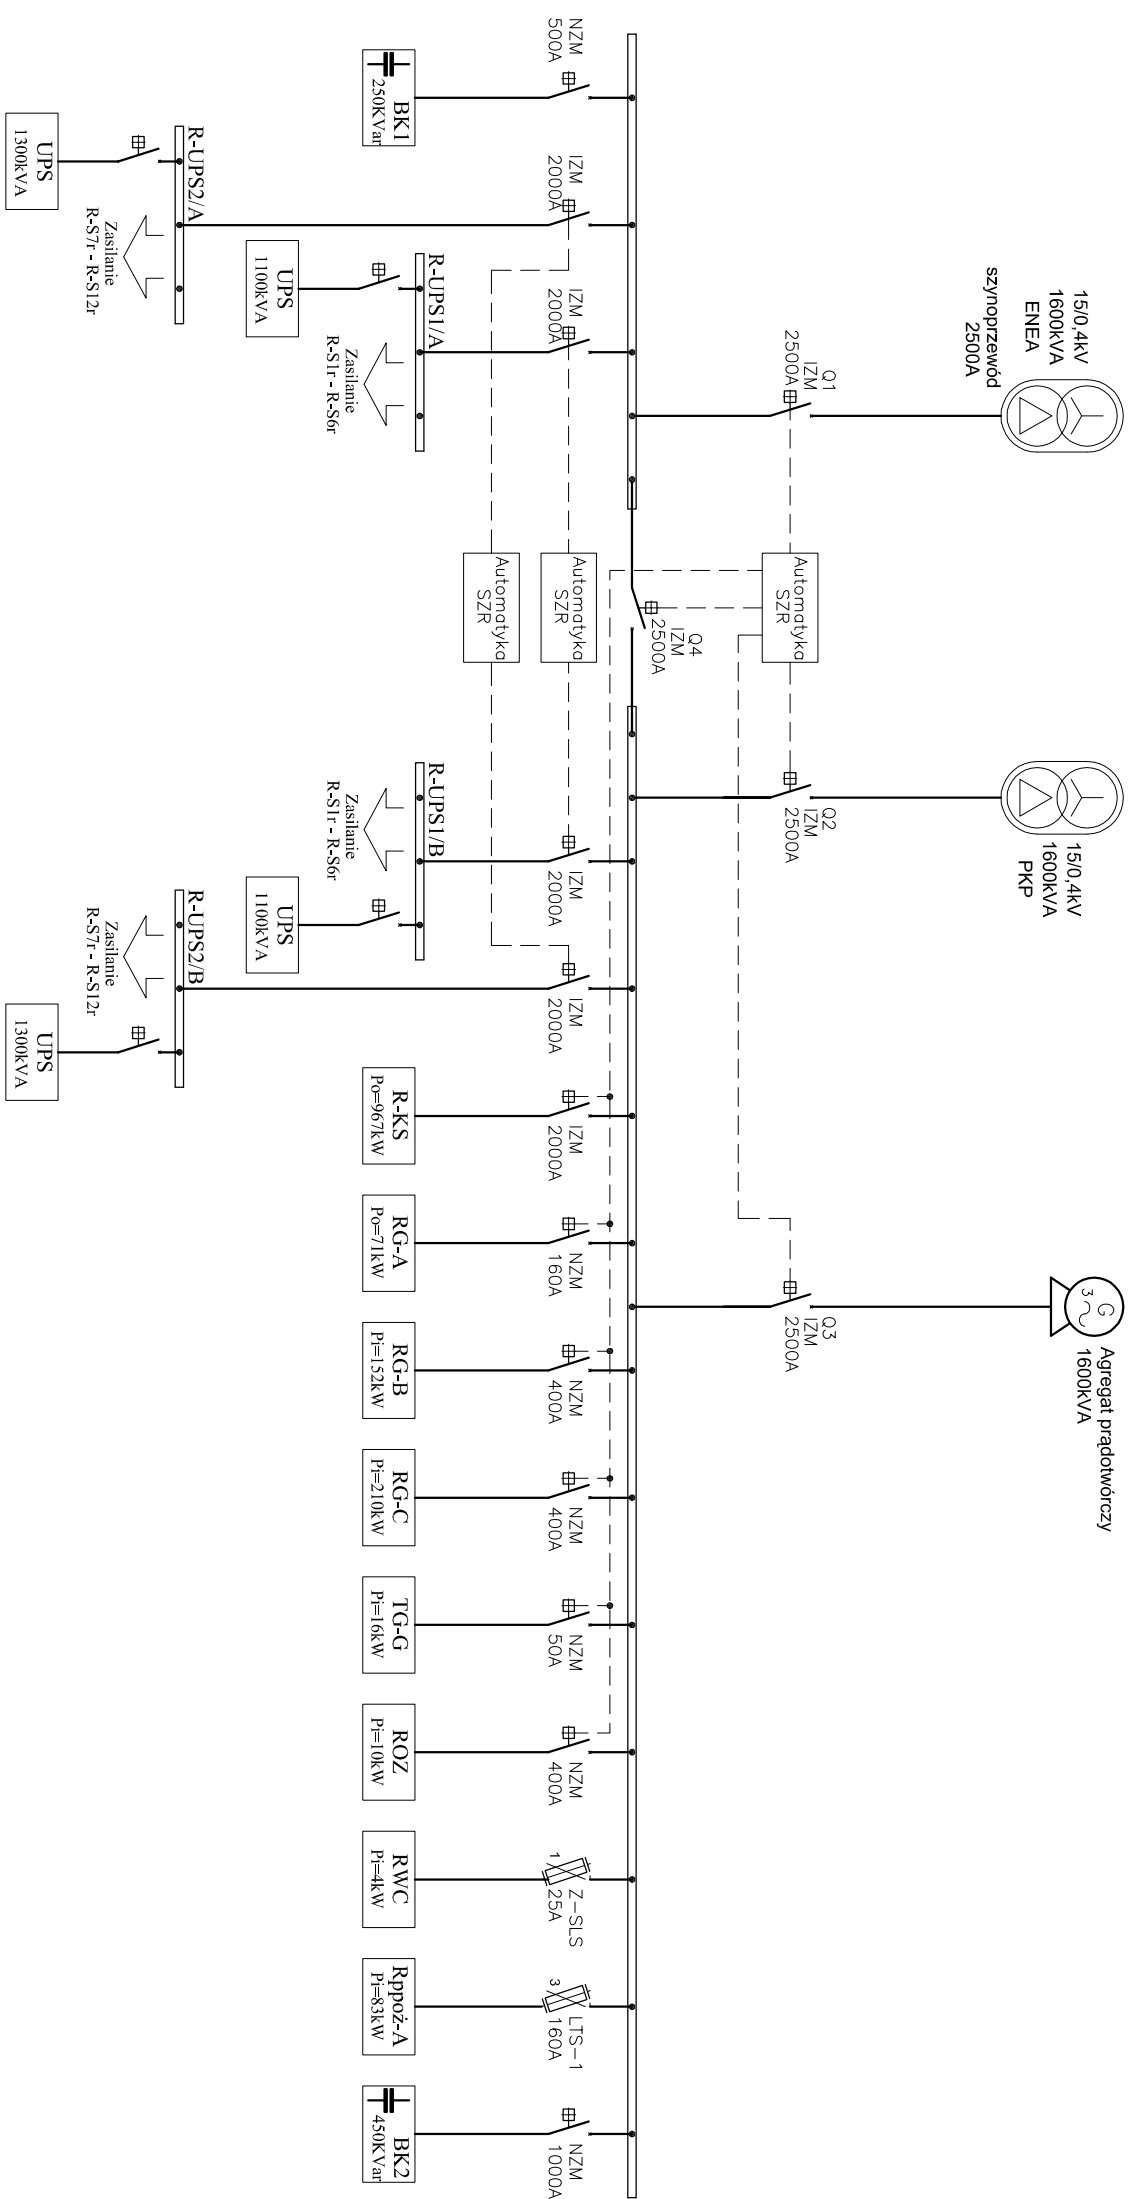 15/0,4kV
1600kVA
ENEA
szynoprzewód
2500A
15/0,4kV
1600kVA
PKP
G
3
Agregat prądotwórczy
1600kVA
Q1
IZM
2500A
Automatyka
SZR
Q2
IZM
2500A
Q3
IZM
2500A
Q4
IZM
2500A
NZM
500A
IZM
2000A
IZM
2000A
Automatyka
SZR
Automatyka
SZR
IZM
2000A
IZM
2000A
IZM
2000A
NZM
160A
NZM
400A
NZM
400A
NZM
50A
NZM
400A
1
Z-SLS
25A
3
LTS-1
160A
NZM
1000A
BK1
250KVar
R-UPS1/A
R-UPS1/B
R-KS
Po=967kW
RG-A
Po=71kW
RG-B
Pi=152kW
RG-C
Pi=210kW
TG-G
Pi=16kW
ROZ
Pi=10kW
RWC
Pi=4kW
Rppoż-A
Pi=83kW
BK2
450KVar
Zasilanie
R-S1r - R-S6r
Zasilanie
R-S1r - R-S6r
UPS
1100kVA
UPS
1100kVA
R-UPS2/A
R-UPS2/B
Zasilanie
R-S7r - R-S12r
Zasilanie
R-S7r - R-S12r
UPS
1300kVA
UPS
1300kVA